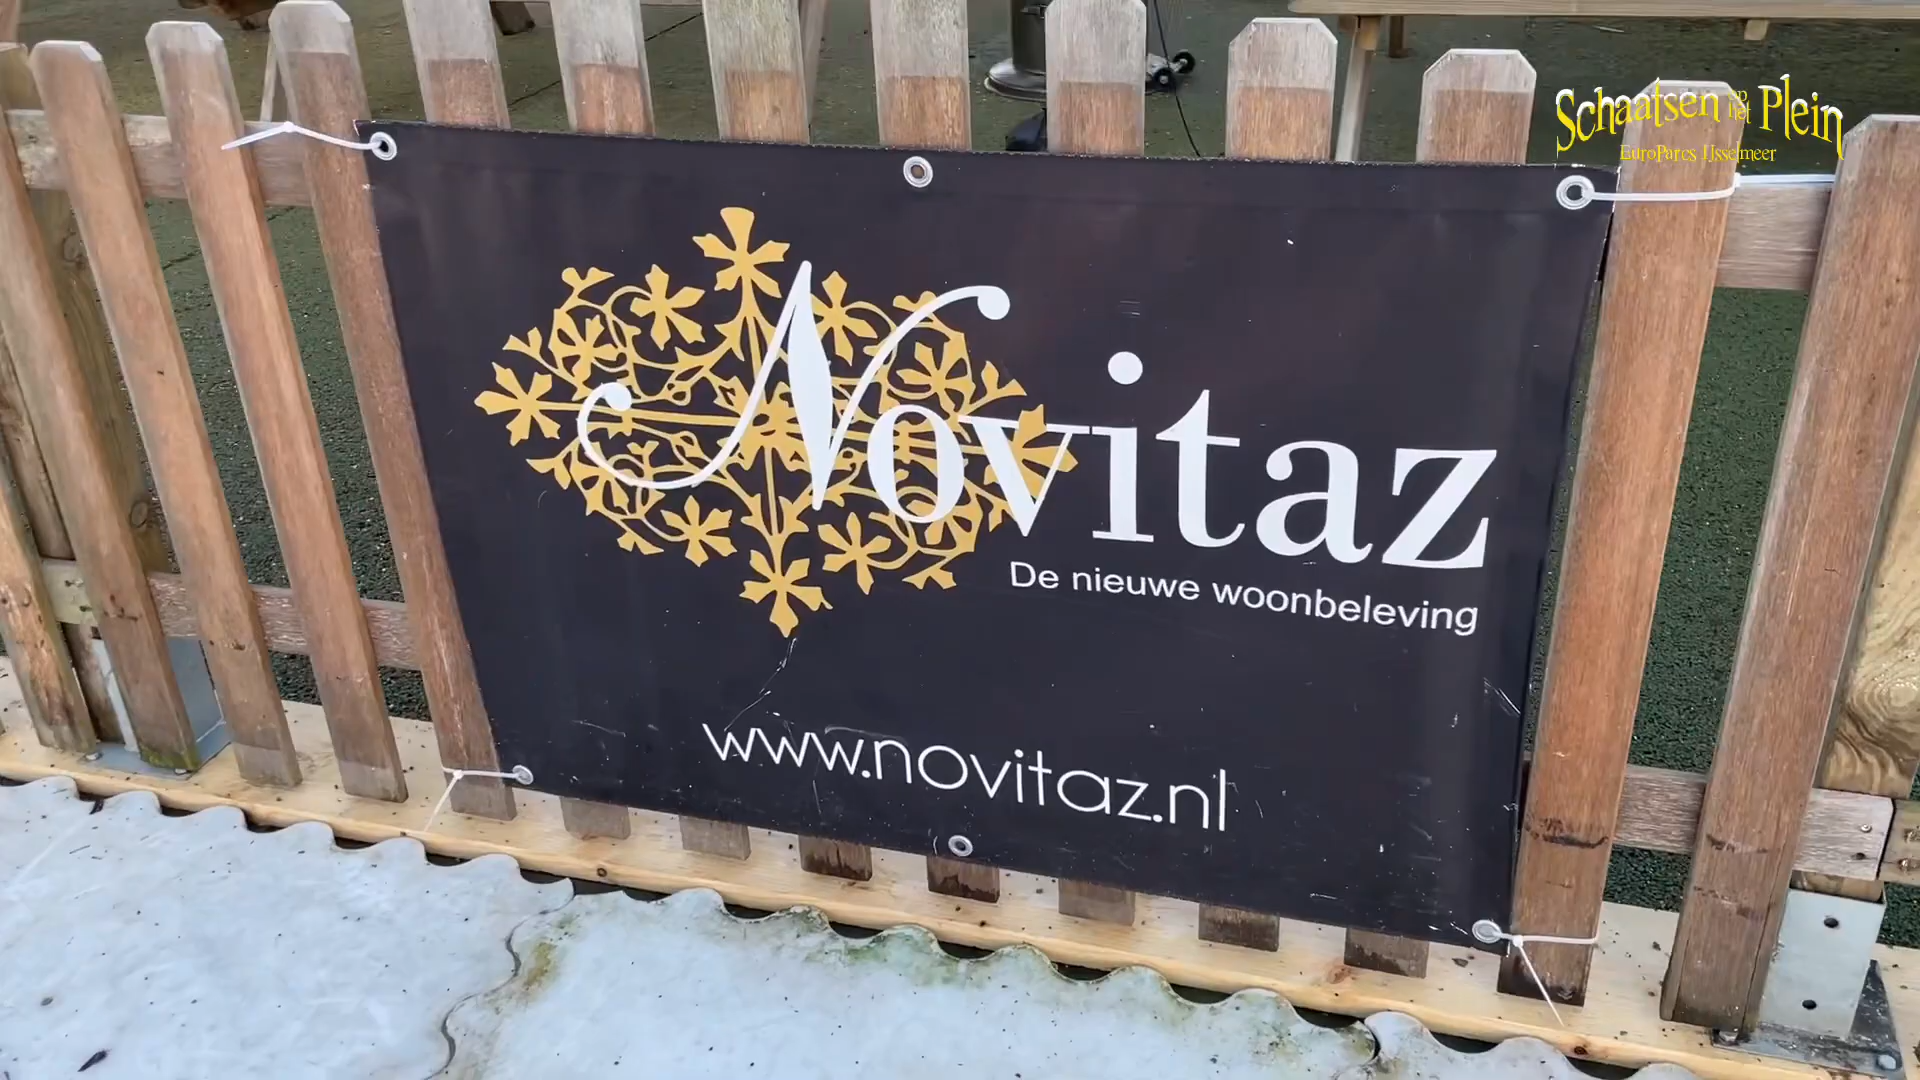 Schaatsen op het Plein
EuroParcs IJsselmeer
Novitaz
De nieuwe woonbeleving
www.novitaz.nl